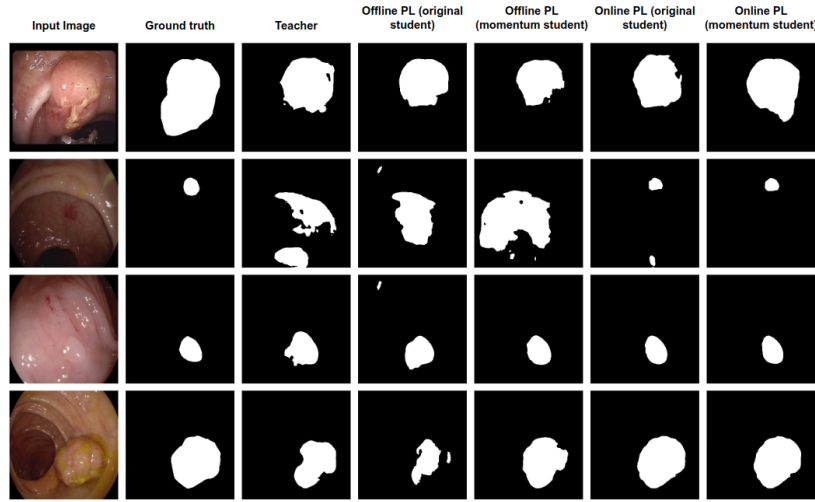 Input Image
Ground truth
Teacher
Offline PL (original
student)
Offline PL
(momentum student)
Online PL (original
student)
Online PL
(momentum student)